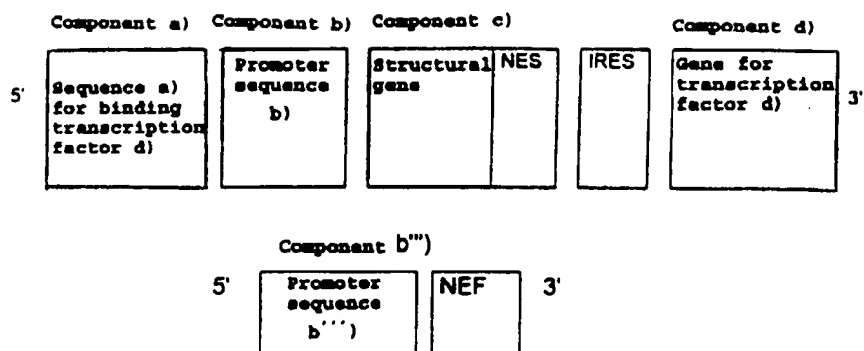 Component a) Component b) Component c) Component d)
5'
Sequence a)
for binding
transcription
factor d)
Promoter
sequence
b)
Structural
gene
NES
IRES
Gene for
transcription
factor d)
3'
Component b''')
5'
Promoter
sequence
b''')
NEF
3'